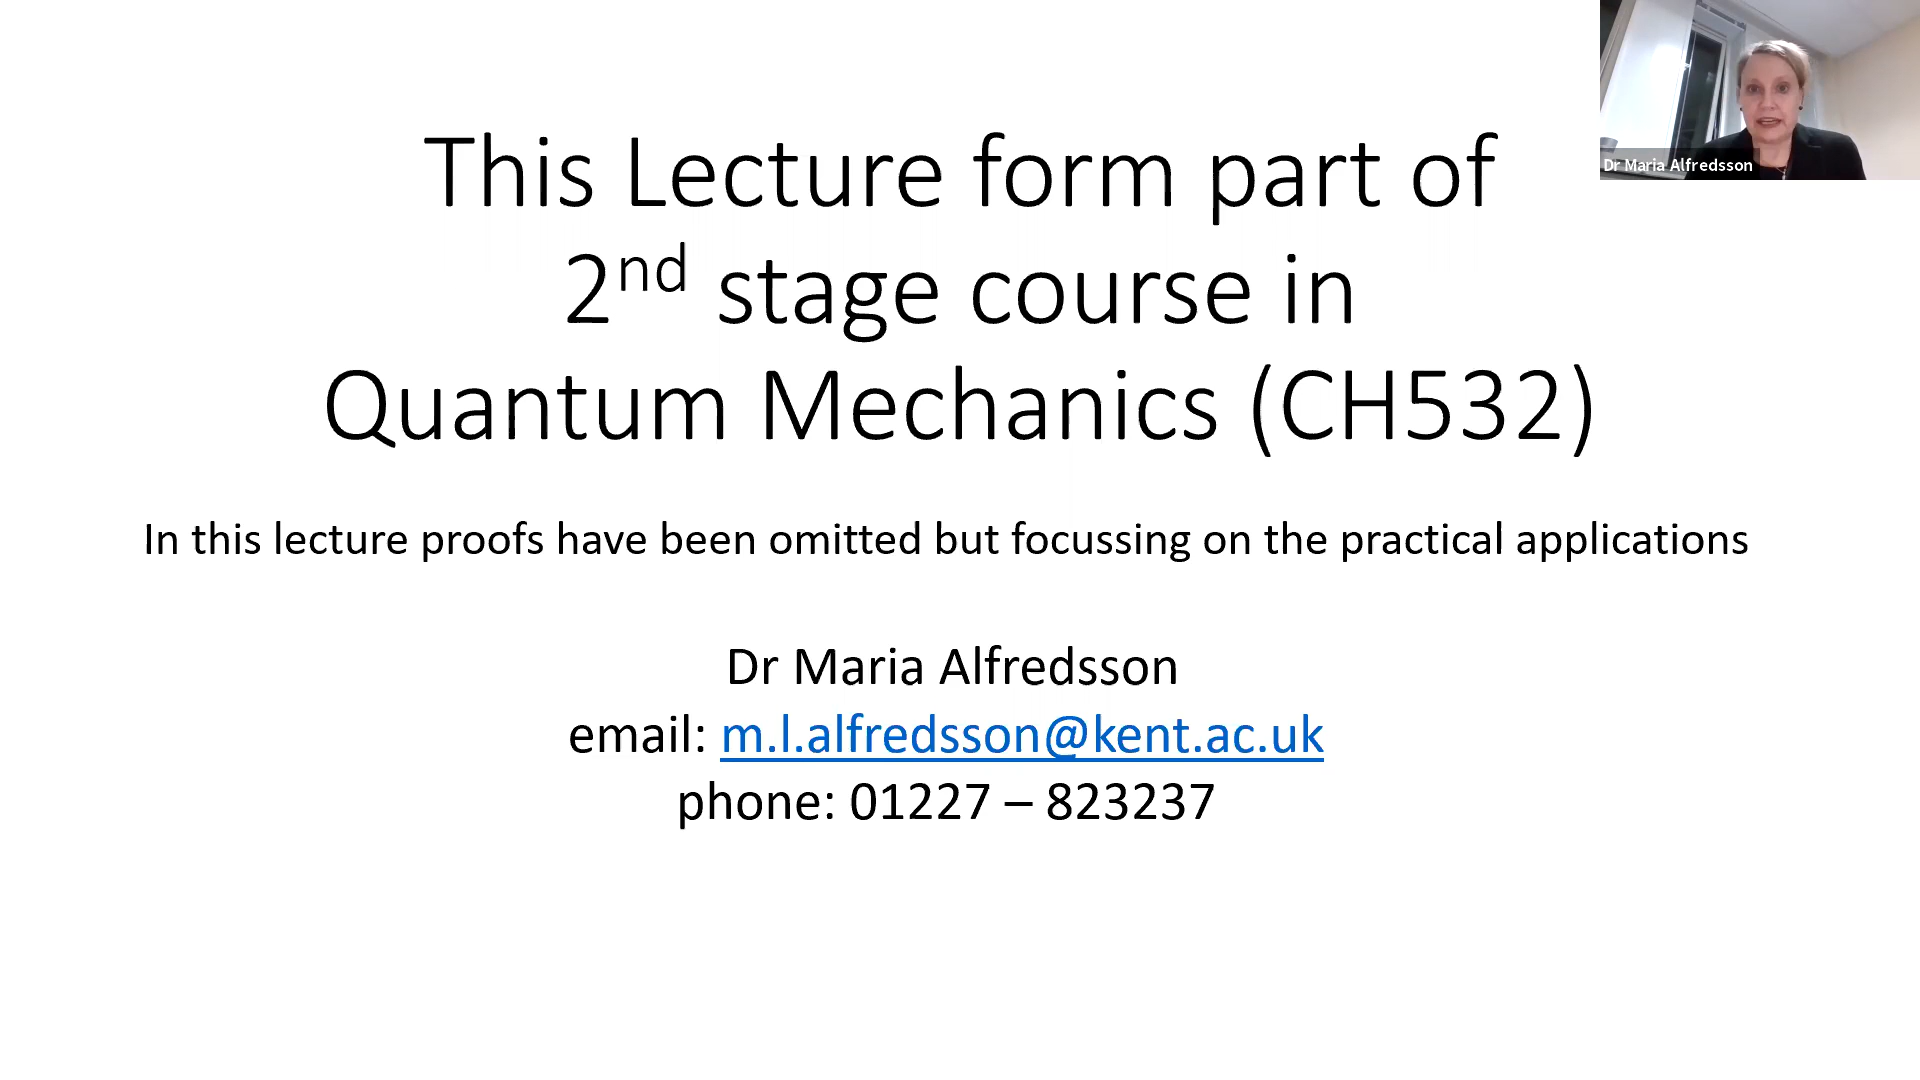 This Lecture form part of
2nd stage course in
Quantum Mechanics (CH532)
In this lecture proofs have been omitted but focussing on the practical applications
Dr Maria Alfredsson
email: m.l.alfredsson@kent.ac.uk
phone: 01227 – 823237
Dr Maria Alfredsson